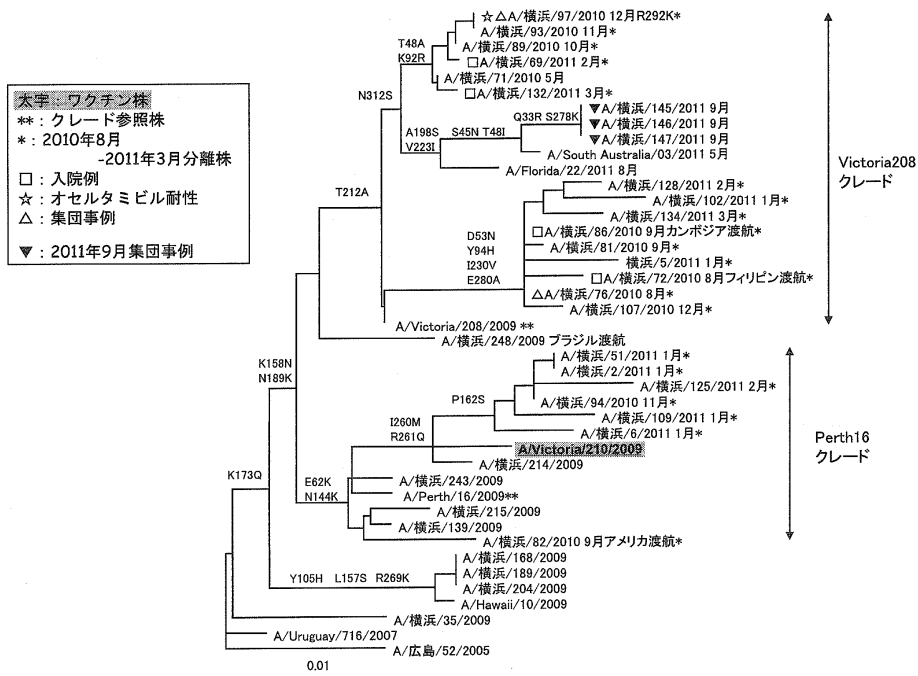 太字：ワクチン株
**：クレード参照株
*：2010年8月
-2011年3月分離株
□：入院例
☆：オセルタミビル耐性
△：集団事例
▼：2011年9月集団事例
☆△A/横浜/97/2010 12月R292K*
A/横浜/93/2010 11月*
T48A
A/横浜/89/2010 10月*
K92R
□A/横浜/69/2011 2月*
A/横浜/71/2010 5月
N312S
□A/横浜/132/2011 3月*
▼A/横浜/145/2011 9月
Q33R S278K
▼A/横浜/146/2011 9月
A198S
S45N T48I
▼A/横浜/147/2011 9月
V223I
A/South Australia/03/2011 5月
A/Florida/22/2011 8月
Victoria208
クレード
T212A
A/横浜/128/2011 2月*
A/横浜/102/2011 1月*
A/横浜/134/2011 3月*
D53N
□A/横浜/86/2010 9月カンボジア渡航*
Y94H
A/横浜/81/2010 9月*
I230V
横浜/5/2011 1月*
E280A
□A/横浜/72/2010 8月フィリピン渡航*
△A/横浜/76/2010 8月*
A/横浜/107/2010 12月*
A/Victoria/208/2009 **
A/横浜/248/2009 ブラジル渡航
K158N
N189K
A/横浜/51/2011 1月*
A/横浜/2/2011 1月*
A/横浜/125/2011 2月*
P162S
A/横浜/94/2010 11月*
A/横浜/109/2011 1月*
I260M
R261Q
A/横浜/6/2011 1月*
A/Victoria/210/2009
Perth16
クレード
A/横浜/214/2009
K173Q
E62K
N144K
A/横浜/243/2009
A/Perth/16/2009**
A/横浜/215/2009
A/横浜/139/2009
A/横浜/82/2010 9月アメリカ渡航*
A/横浜/168/2009
Y105H L157S R269K
A/横浜/189/2009
A/横浜/204/2009
A/Hawaii/10/2009
A/横浜/35/2009
A/Uruguay/716/2007
A/広島/52/2005
0.01